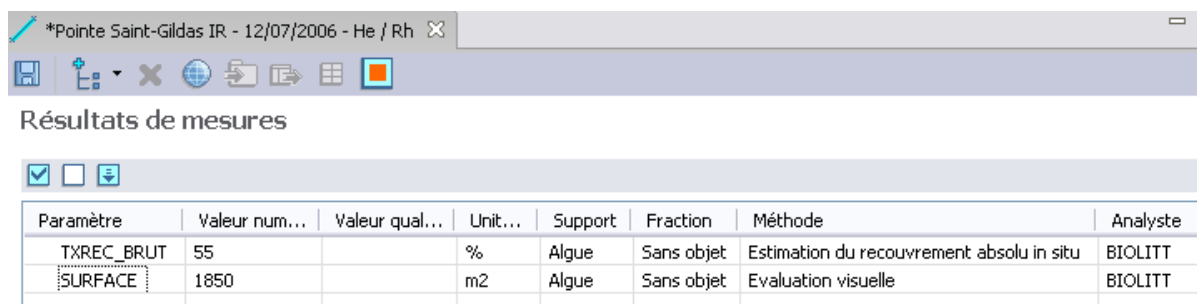 *Pointe Saint-Gildas IR - 12/07/2006 - He / Rh
Résultats de mesures
Paramètre Valeur num... Valeur qual... Unit... Support Fraction Méthode Analyste
TXREC_BRUT 55 % Algue Sans objet Estimation du recouvrement absolu in situ BIOLITT
SURFACE 1850 m2 Algue Sans objet Evaluation visuelle BIOLITT